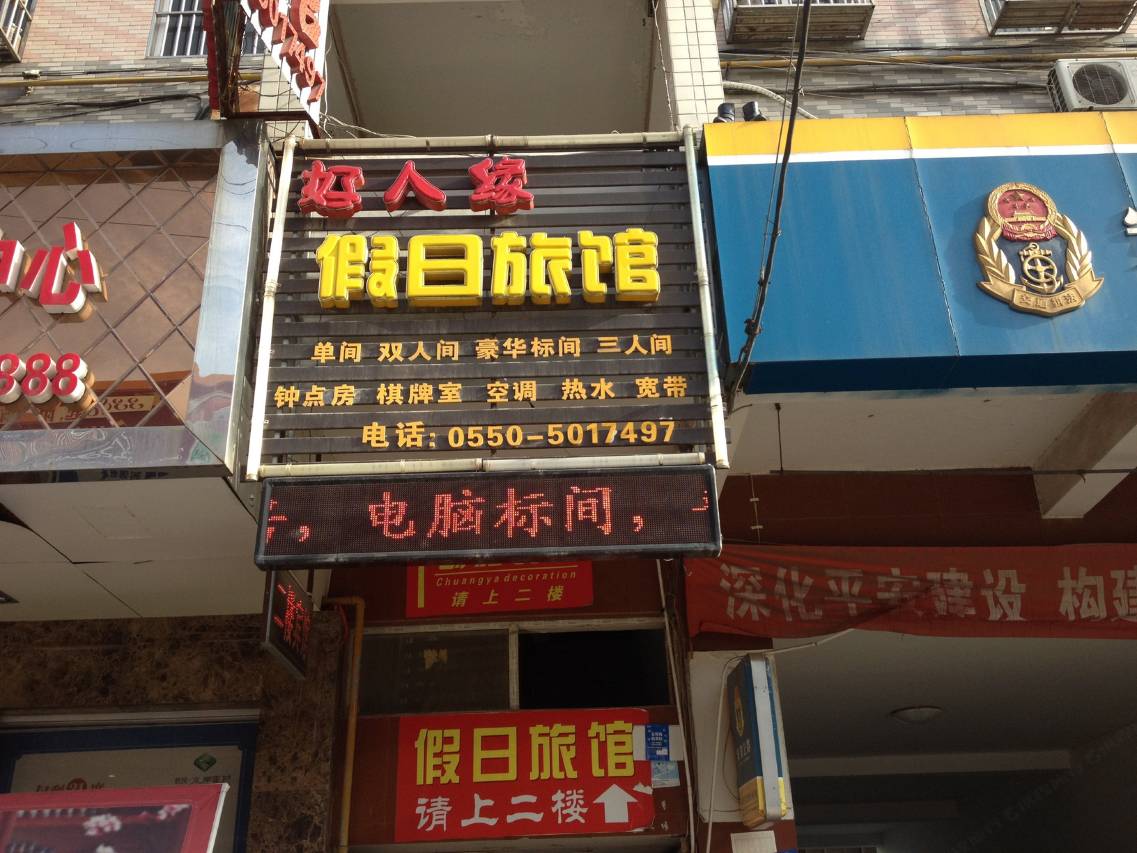 好人缘
假日旅馆
单间 双人间 豪华标间 三人间
钟点房 棋牌室 空调 热水 宽带
电话:0550-5017497
，电脑标间，
心
888
Chuangya decoration
请上二楼
深化平安建设 构建
假日旅馆
请上二楼